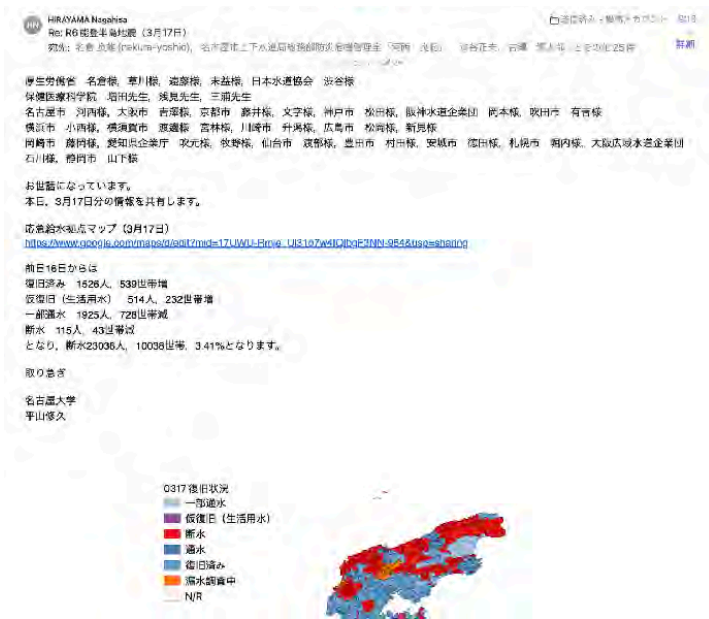 HN HIRAYAMA Nagahisa
Re: R6能登半島地震（3月17日）
宛先:
詳細
厚生労働省 名倉様，草川様，遠藤様，末益様，日本水道協会 渋谷様
保健医療科学院 増田先生，浅見先生，三浦先生
名古屋市 河西様，大阪市 吉澤様，京都市 藤井様，文字様，神戸市 松田様，阪神水道企業団 岡本様，吹田市 有吉様
横浜市 小西様，横須賀市 渡邉様 宮林様，川崎市 升潟様，広島市 松岡様，新見様
岡崎市 藤岡様，愛知県企業庁 吹元様，牧野様，仙台市 渡部様，豊田市 村田様，安城市 徳田様，札幌市 堀内様，大阪広域水道企業団
石川様，静岡市 山下様
お世話になっています。
本日，3月17日分の情報を共有します。
応急給水拠点マップ（3月17日）
前日16日からは
復旧済み 1526人，539世帯増
仮復旧（生活用水） 514人，232世帯増
一部通水 1925人，728世帯減
断水 115人，43世帯減
となり，断水23036人，10036世帯，3.41%となります。
取り急ぎ
名古屋大学
平山修久
0317復旧状況
一部通水
仮復旧（生活用水）
断水
通水
復旧済み
漏水調査中
N/R